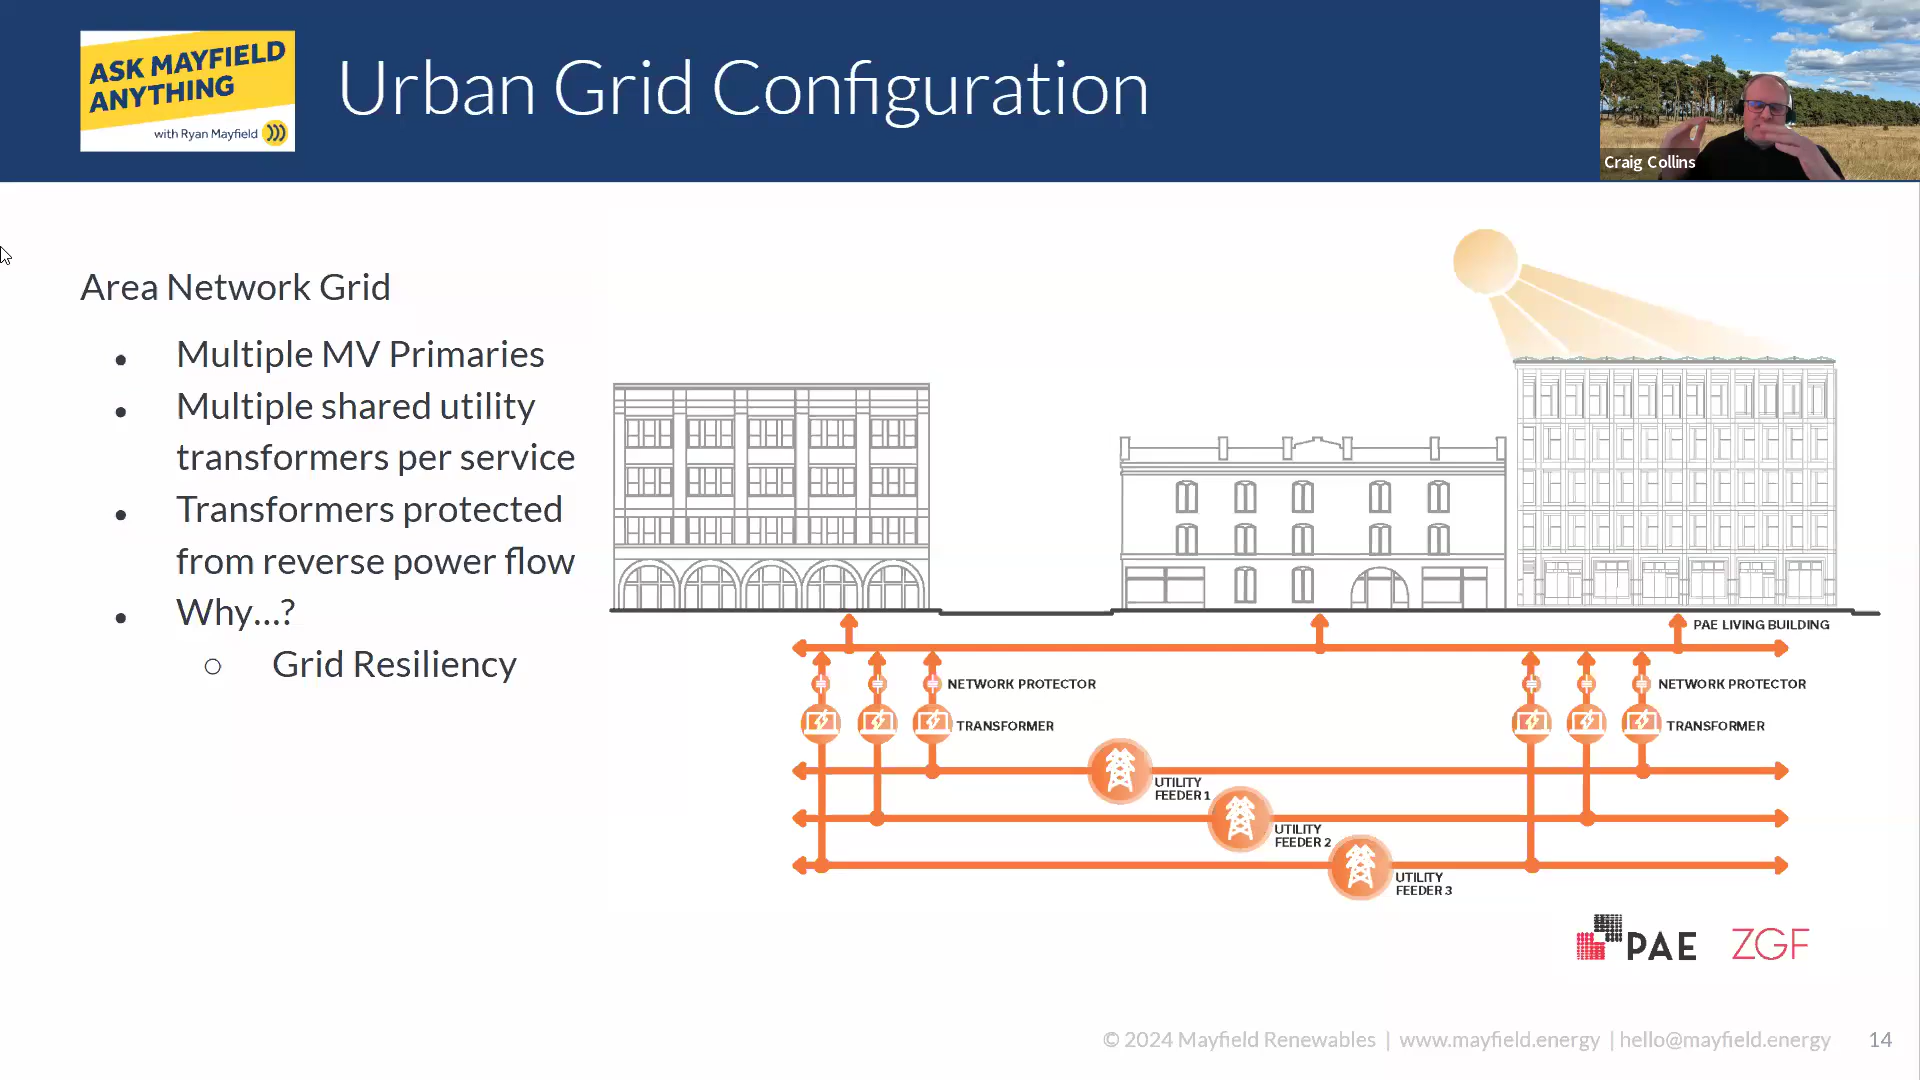 ASK MAYFIELD
ANYTHING
with Ryan Mayfield
Urban Grid Configuration
Craig Collins
Area Network Grid
• Multiple MV Primaries
• Multiple shared utility
transformers per service
• Transformers protected
from reverse power flow
• Why...?
○ Grid Resiliency
PAE LIVING BUILDING
NETWORK PROTECTOR
NETWORK PROTECTOR
TRANSFORMER
TRANSFORMER
UTILITY
FEEDER 1
UTILITY
FEEDER 2
UTILITY
FEEDER 3
PAE
ZGF
© 2024 Mayfield Renewables | www.mayfield.energy | hello@mayfield.energy 14